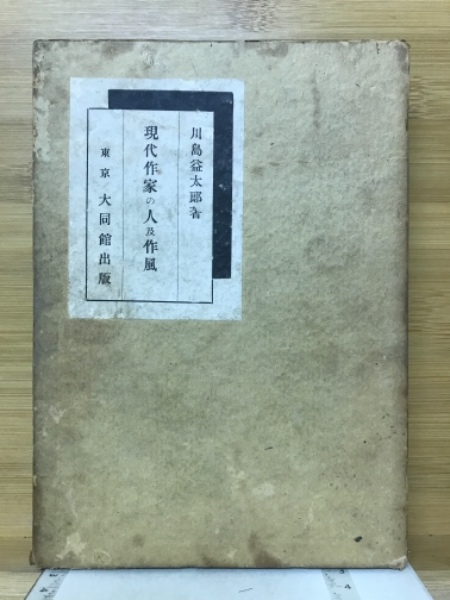 川島益太郎著
現代作家の人及作風
東京 大同館出版